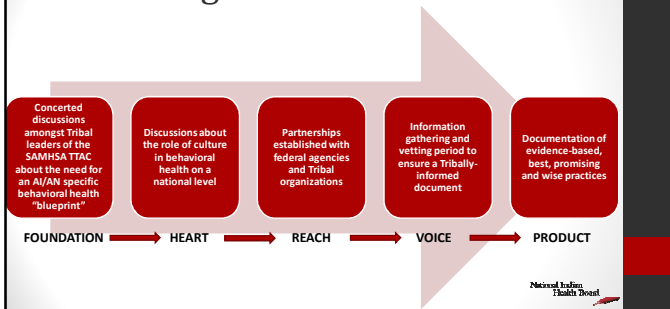 Concerted
discussions
amongst Tribal
leaders of the
SAMHSA TTAC
about the need for
an AI/AN specific
behavioral health
“blueprint”
Discussions about
the role of culture
in behavioral
health on a
national level
Partnerships
established with
federal agencies
and Tribal
organizations
Information
gathering and
vetting period to
ensure a Tribally-
informed
document
Documentation of
evidence-based,
best, promising
and wise practices
FOUNDATION HEART REACH VOICE PRODUCT
National Indian
Health Board